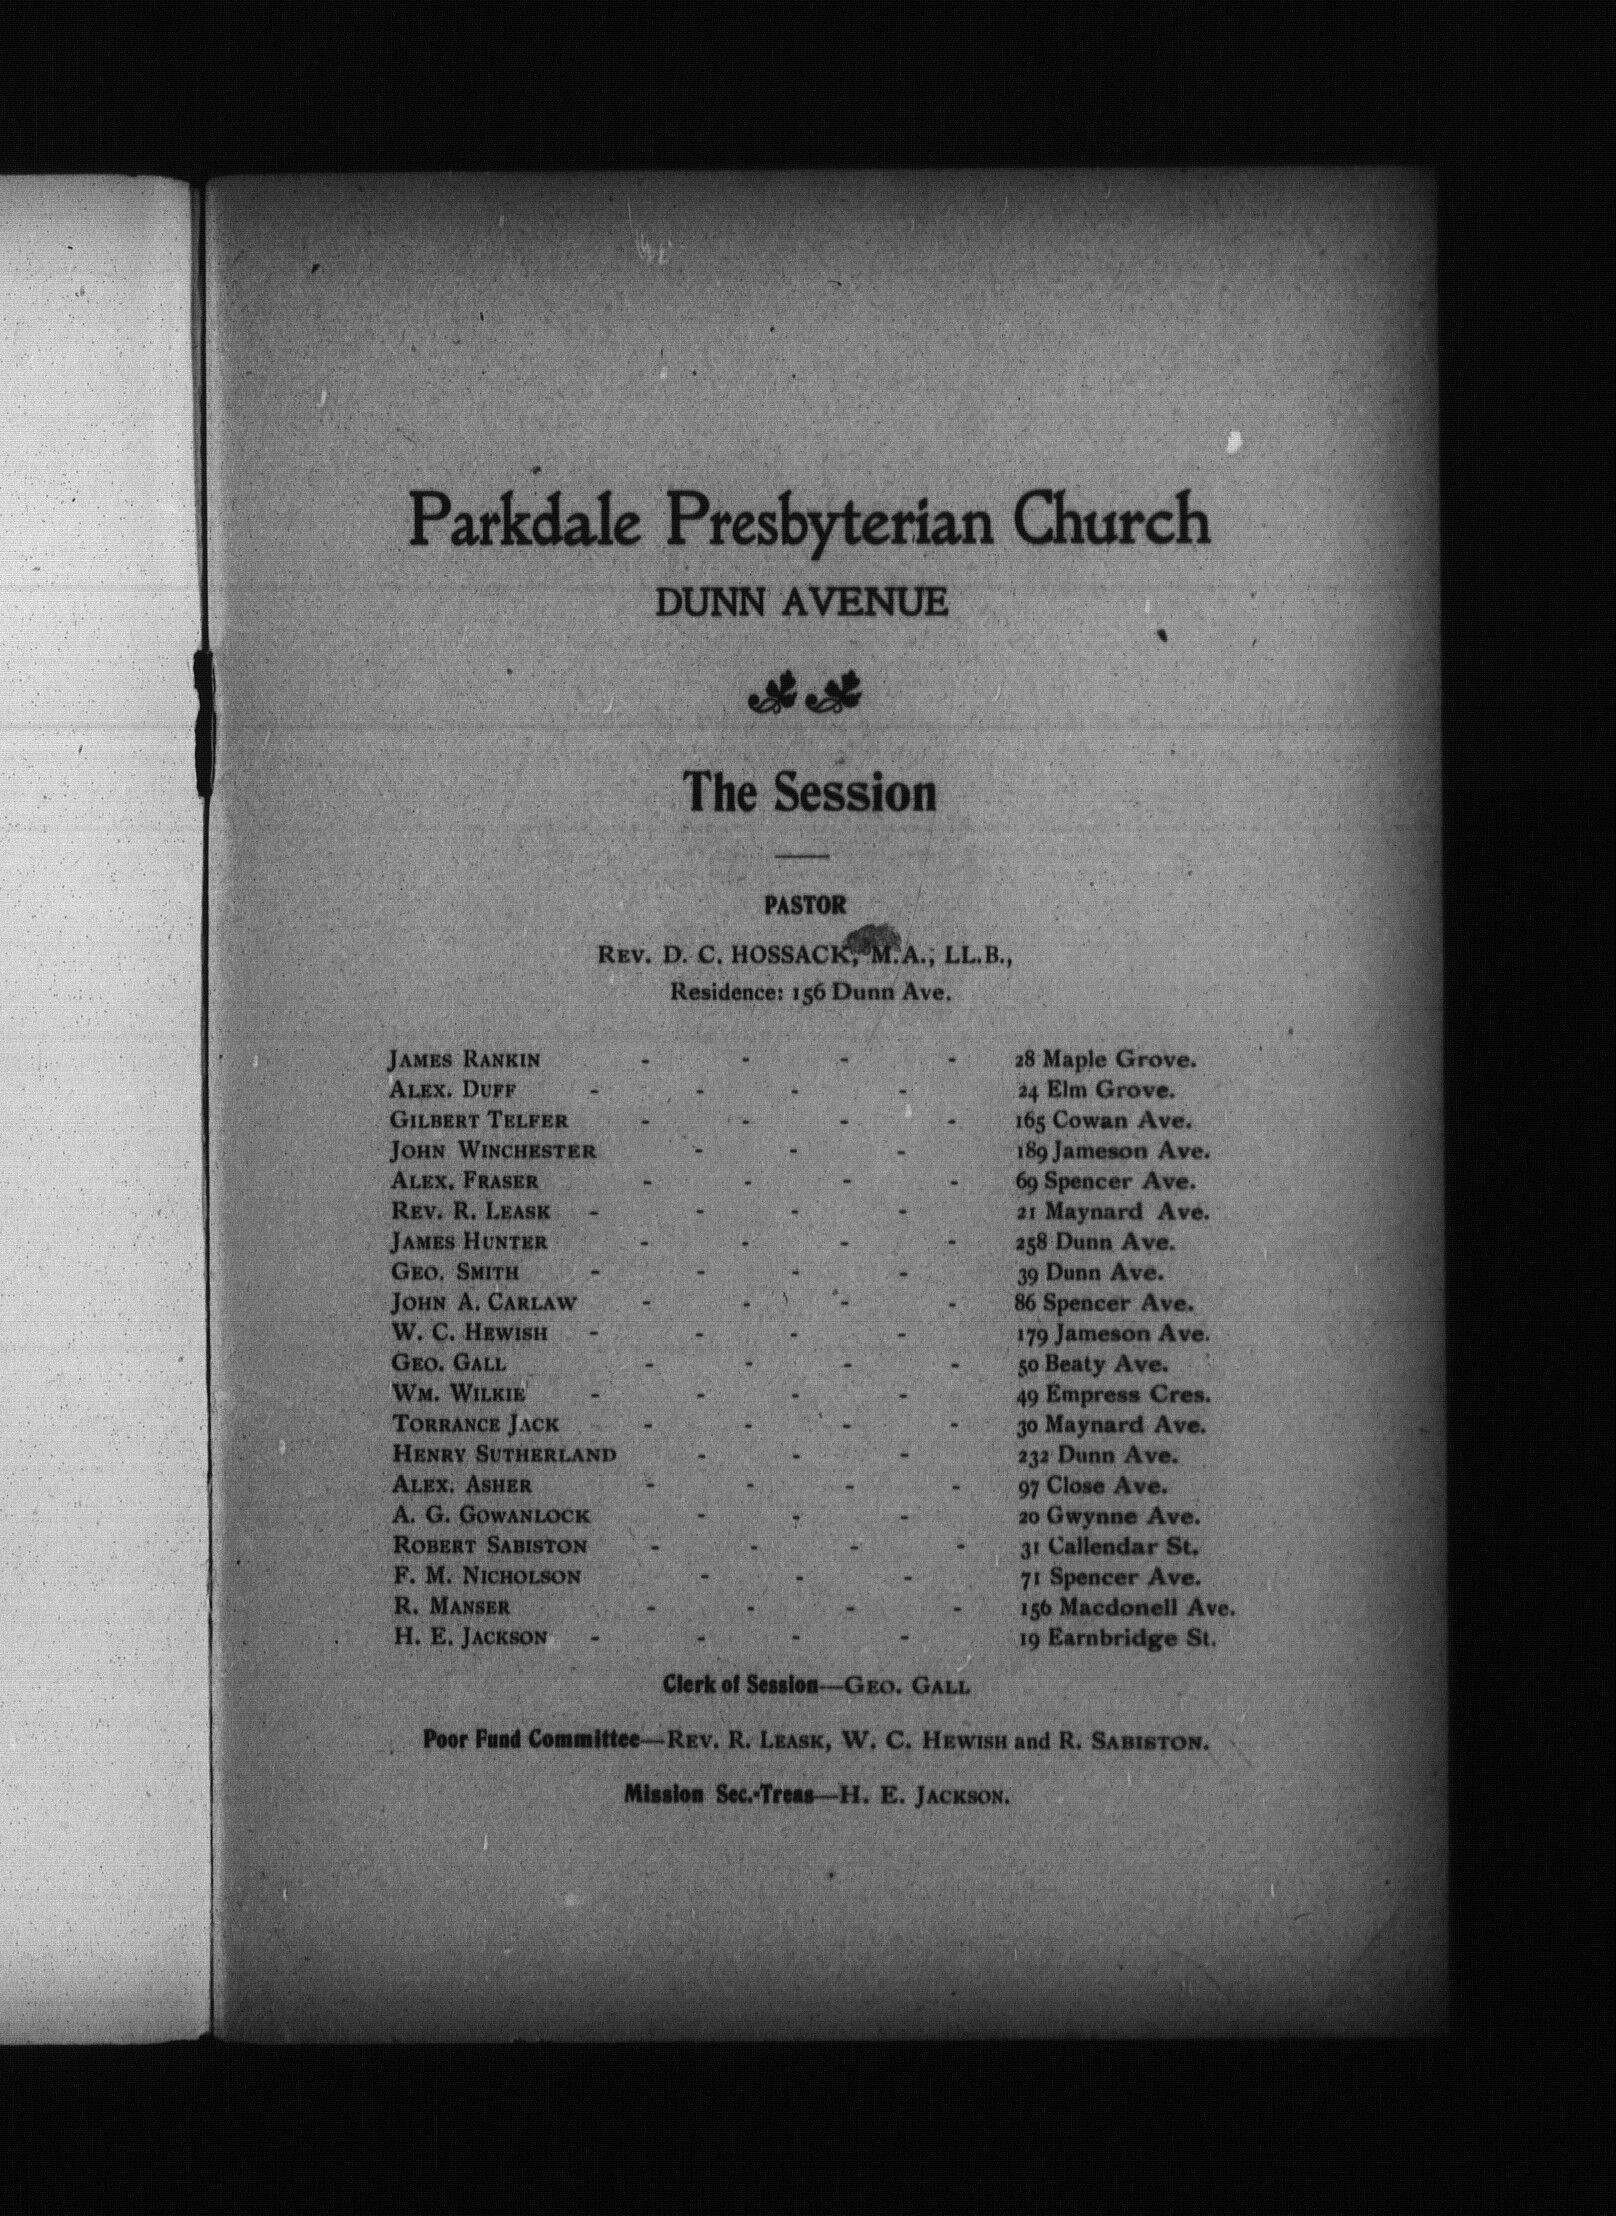 Parkdale Presbyterian Church
DUNN AVENUE
The Session
PASTOR
REV. D. C. HOSSACK, M.A., LL.B.,
Residence: 156 Dunn Ave.
JAMES RANKIN - - - - 28 Maple Grove.
ALEX. DUFF - - - - 24 Elm Grove.
GILBERT TELFER - - - - 165 Cowan Ave.
JOHN WINCHESTER - - - 189 Jameson Ave.
ALEX. FRASER - - - - 69 Spencer Ave.
REV. R. LEASK - - - - 21 Maynard Ave.
JAMES HUNTER - - - - 258 Dunn Ave.
GEO. SMITH - - - - 39 Dunn Ave.
JOHN A. CARLAW - - - - 86 Spencer Ave.
W. C. HEWISH - - - - 179 Jameson Ave.
GEO. GALL - - - - 50 Beaty Ave.
WM. WILKIE - - - - 49 Empress Cres.
TORRANCE JACK - - - - 30 Maynard Ave.
HENRY SUTHERLAND - - - 232 Dunn Ave.
ALEX. ASHER - - - - 97 Close Ave.
A. G. GOWANLOCK - - - 20 Gwynne Ave.
ROBERT SABISTON - - - - 31 Callendar St.
F. M. NICHOLSON - - - 71 Spencer Ave.
R. MANSER - - - - 156 Macdonell Ave.
H. E. JACKSON - - - - 19 Earnbridge St.
Clerk of Session—GEO. GALL
Poor Fund Committee—REV. R. LEASK, W. C. HEWISH and R. SABISTON.
Mission Sec.-Treas—H. E. JACKSON.